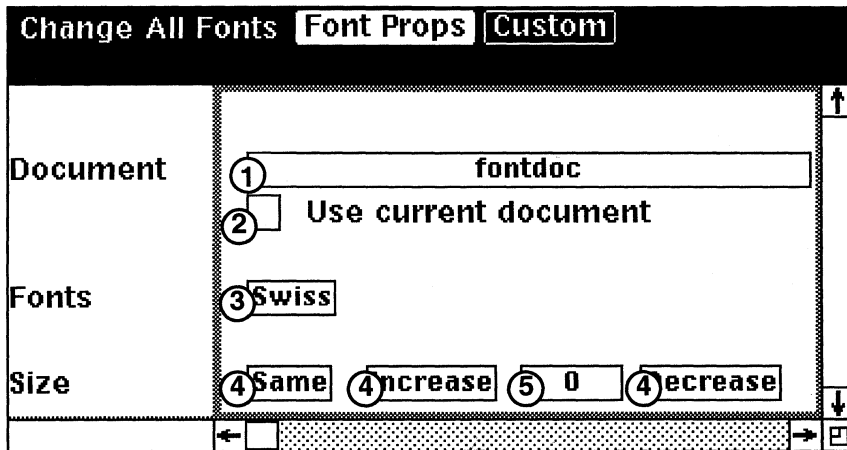 Change All Fonts Font Props Custom
Document 1 fontdoc
2 Use current document
Fonts 3 Swiss
Size 4 Same 4 ncrease 5 0 4 ecrease